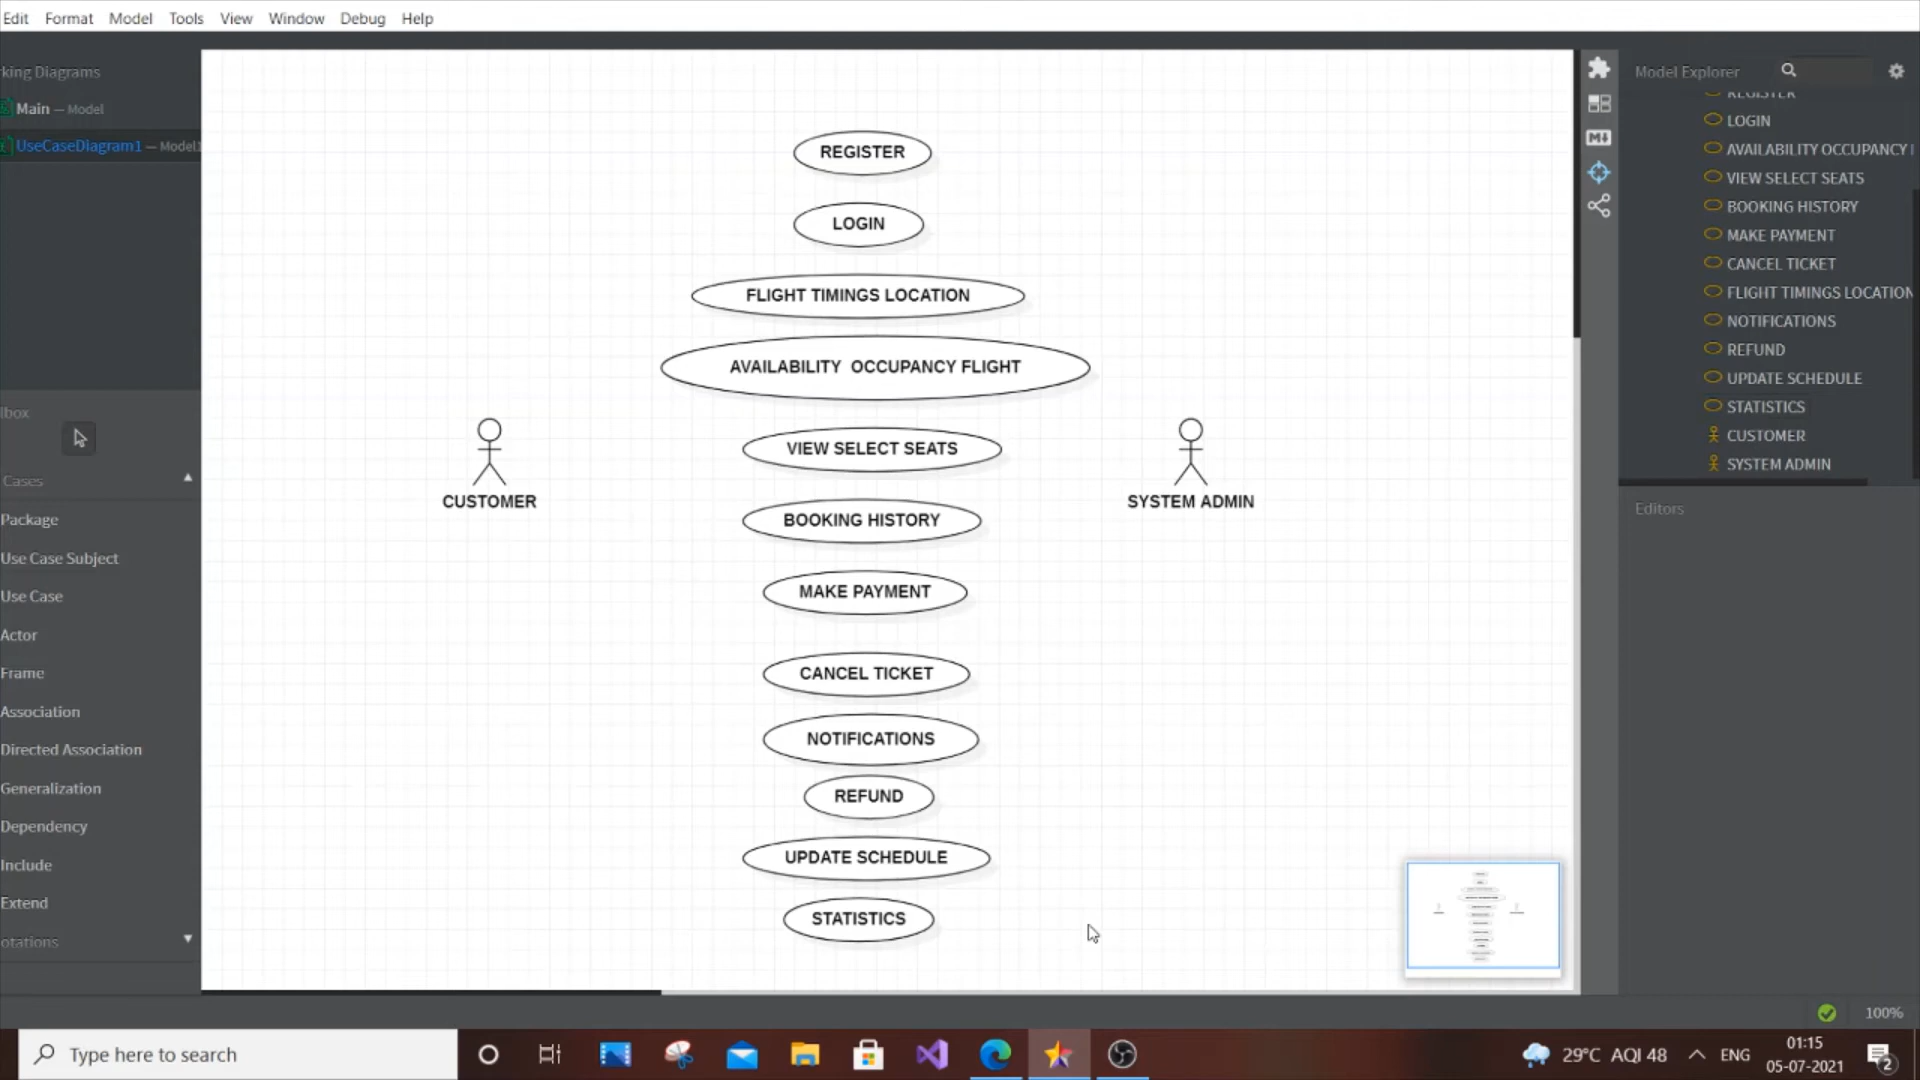 Edit Format Model Tools View Window Debug Help
king Diagrams
Main — Model
UseCaseDiagram1 — Model1
lbox
Cases
Package
Use Case Subject
Use Case
Actor
Frame
Association
Directed Association
Generalization
Dependency
Include
Extend
otations
REGISTER
LOGIN
FLIGHT TIMINGS LOCATION
AVAILABILITY OCCUPANCY FLIGHT
VIEW SELECT SEATS
BOOKING HISTORY
MAKE PAYMENT
CANCEL TICKET
NOTIFICATIONS
REFUND
UPDATE SCHEDULE
STATISTICS
CUSTOMER
SYSTEM ADMIN
Model Explorer
REGISTER
LOGIN
AVAILABILITY OCCUPANCY
VIEW SELECT SEATS
BOOKING HISTORY
MAKE PAYMENT
CANCEL TICKET
FLIGHT TIMINGS LOCATION
NOTIFICATIONS
REFUND
UPDATE SCHEDULE
STATISTICS
CUSTOMER
SYSTEM ADMIN
Editors
100%
Type here to search
29°C AQI 48
ENG
01:15
05-07-2021
2